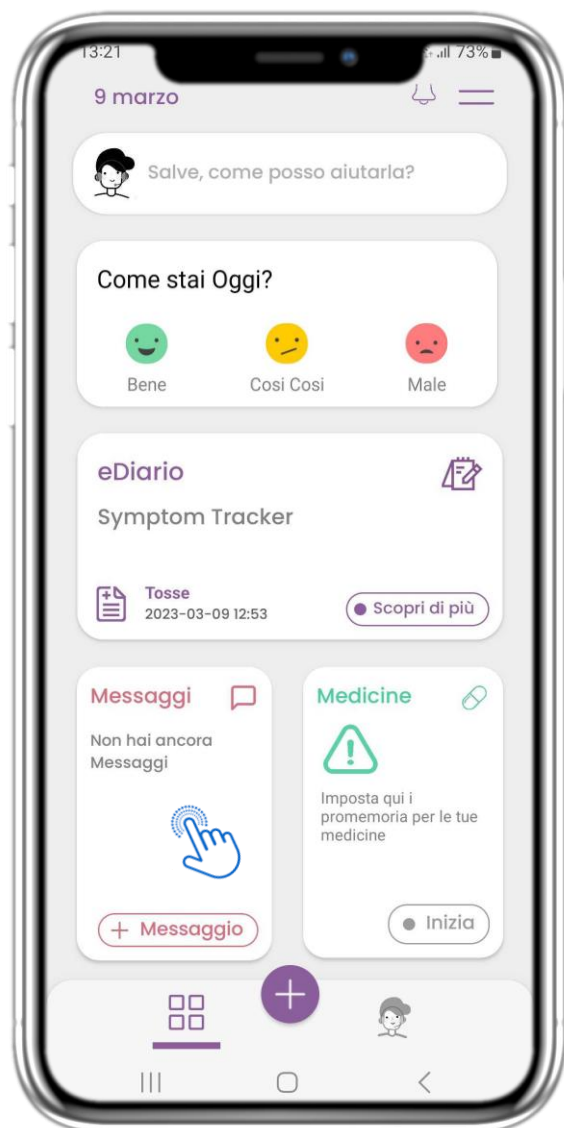 13:21
73%
9 marzo
Salve, come posso aiutarla?
Come stai Oggi?
Bene
Cosi Cosi
Male
eDiario
Symptom Tracker
Tosse
2023-03-09 12:53
Scopri di più
Messaggi
Non hai ancora
Messaggi
+ Messaggio
Medicine
Imposta qui i
promemoria per le tue
medicine
Inizia